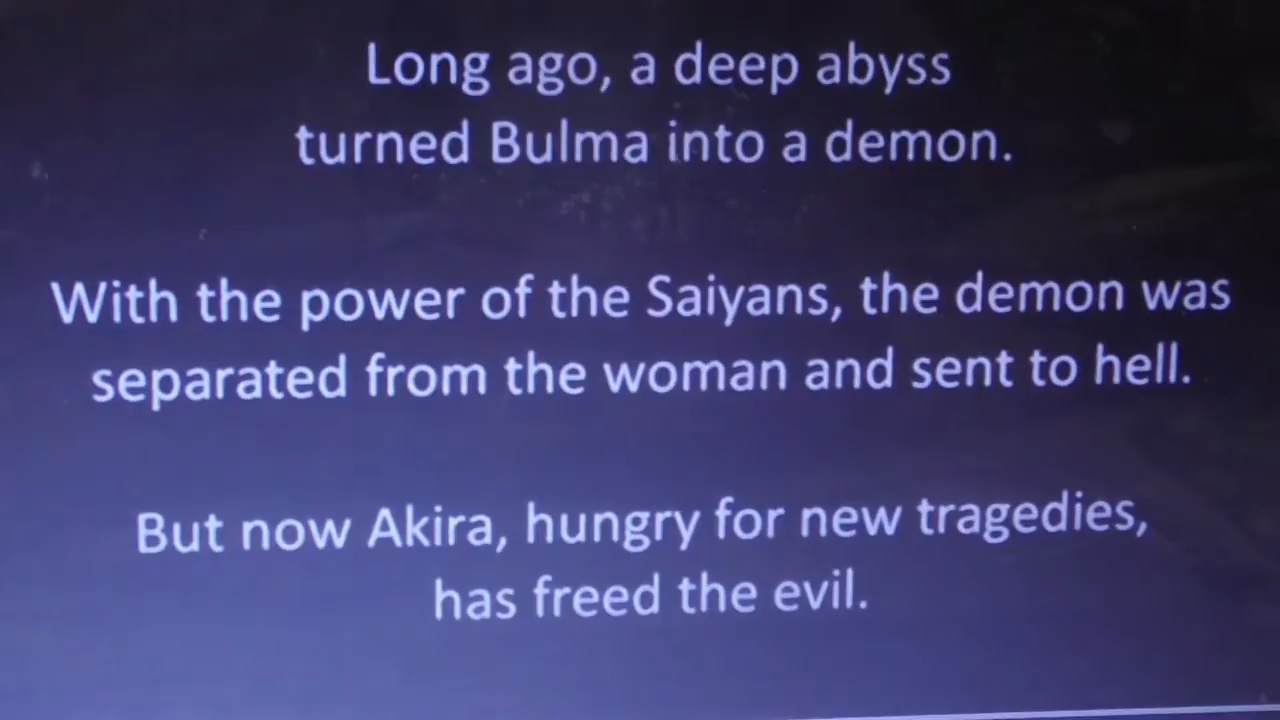 Long ago, a deep abyss
turned Bulma into a demon.
With the power of the Saiyans, the demon was
separated from the woman and sent to hell.
But now Akira, hungry for new tragedies,
has freed the evil.